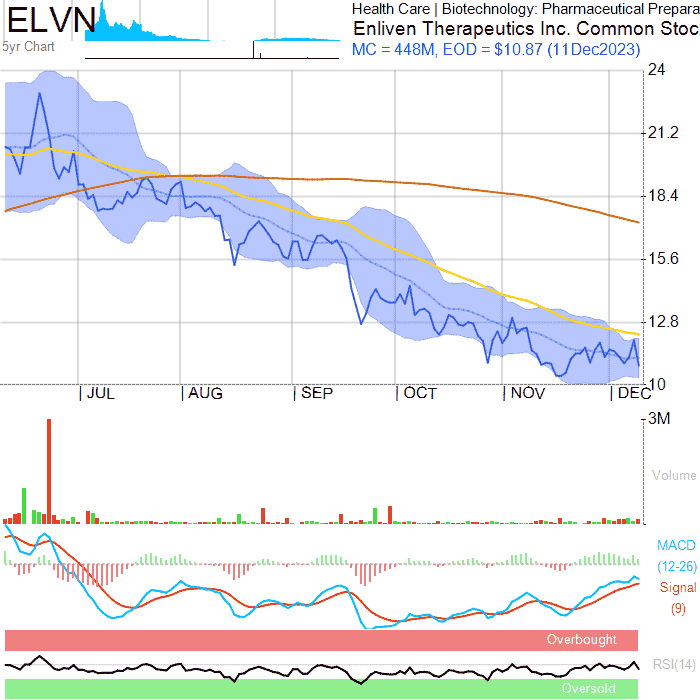 ELVN
5yr Chart
Health Care | Biotechnology: Pharmaceutical Prepara
Enliven Therapeutics Inc. Common Stoc
MC = 448M, EOD = $10.87 (11Dec2023)
24
21.2
18.4
15.6
12.8
10
| JUL | AUG | SEP | OCT | NOV | DEC
3M
Volume
MACD
(12-26)
Signal
(9)
Overbought
RSI(14)
Oversold